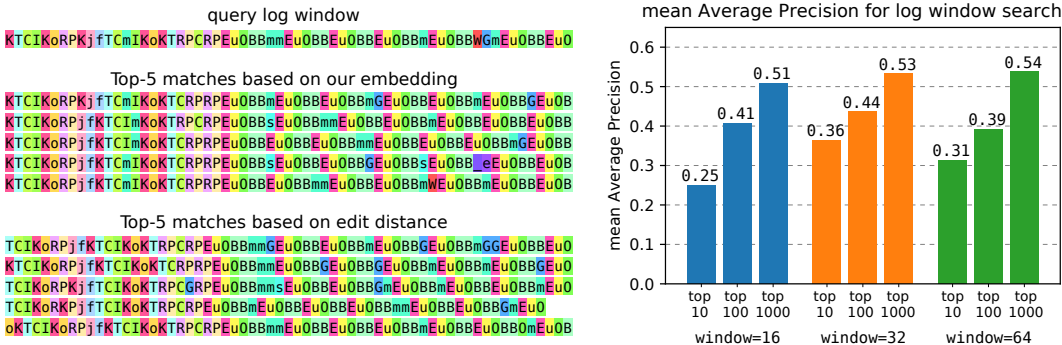 query log window
KTCIKoRPKjfTCmIKoKTRPCRPEuOBBmmEuOBBEuOBBEuOBBmEuOBBWGmEuOBBEuO
Top-5 matches based on our embedding
KTCIKoRPKjfTCmIKoKTCRPRPEuOBBmEuOBBEuOBBmGEuOBBEuOBBmEuOBBGEuOB
KTCIKoRPjfKTCImKoKTCRPRPEuOBBsEuOBBmmEuOBBEuOBBmEuOBBEuOBBEuOBB
KTCIKoRPjfKTCImKoKTCRPRPEuOBBEuOBBEuOBBmmEuOBBEuOBBEuOBBmGEuOBB
KTCIKoRPjfKTCmIKoKTCRPRPEuOBBsEuOBBEuOBBGEuOBBsEuOBB_eEuOBBEuOB
KTCIKoRPjfKTCmIKoKTCRPRPEuOBBEuOBBmmEuOBBEuOBBmWEuOBBmEuOBBEuOB
Top-5 matches based on edit distance
TCIKoRPjfKTCIKoKTRPCRPEuOBBmmGEuOBBEuOBBmEuOBBGEuOBBmGGEuOBBEuO
KTCIKoRPjfKTCIKoKTCRPRPEuOBBmmEuOBBGEuOBBGEuOBBmEuOBBmEuOBBGEuO
TCIKoRPKjfTCIKoKTRPCGRPEuOBBmmsEuOBBEuOBBGmEuOBBmEuOBBmEuOBBEuO
TCIKoRKPjfTCIKoKTRPCRPEuOBBmEuOBBEuOBBEuOBBmmEuOBBEuOBBGmEuO
oKTCIKoRPjfKTCIKoKTRPCRPEuOBBmmEuOBBEuOBBmEuOBBEuOBBEuOBBOmEuOB
mean Average Precision for log window search
mean Average Precision
0.6
0.5
0.4
0.3
0.2
0.1
0.0
0.25 0.41 0.51 0.36 0.44 0.53 0.31 0.39 0.54
top top top top top top top top top
10 100 1000 10 100 1000 10 100 1000
window=16 window=32 window=64